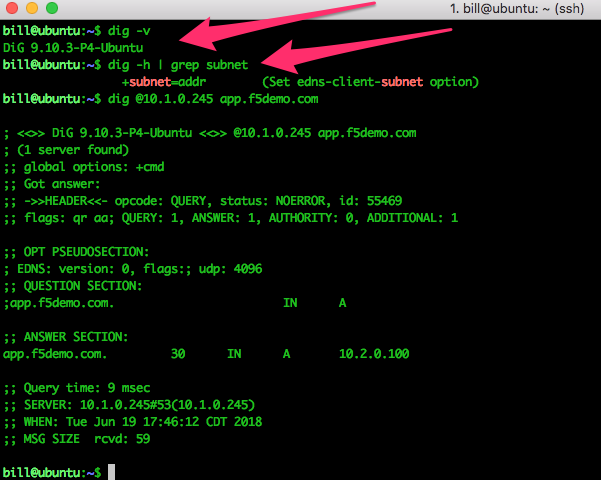 1. bill@ubuntu: ~ (ssh)
bill@ubuntu:~$ dig -v
DiG 9.10.3-P4-Ubuntu
bill@ubuntu:~$ dig -h | grep subnet
+subnet=addr (Set edns-client-subnet option)
bill@ubuntu:~$ dig @10.1.0.245 app.f5demo.com
; <<>> DiG 9.10.3-P4-Ubuntu <<>> @10.1.0.245 app.f5demo.com
; (1 server found)
;; global options: +cmd
;; Got answer:
;; ->>HEADER<<- opcode: QUERY, status: NOERROR, id: 55469
;; flags: qr aa; QUERY: 1, ANSWER: 1, AUTHORITY: 0, ADDITIONAL: 1
;; OPT PSEUDOSECTION:
; EDNS: version: 0, flags:; udp: 4096
;; QUESTION SECTION:
;app.f5demo.com. IN A
;; ANSWER SECTION:
app.f5demo.com. 30 IN A 10.2.0.100
;; Query time: 9 msec
;; SERVER: 10.1.0.245#53(10.1.0.245)
;; WHEN: Tue Jun 19 17:46:12 CDT 2018
;; MSG SIZE rcvd: 59
bill@ubuntu:~$